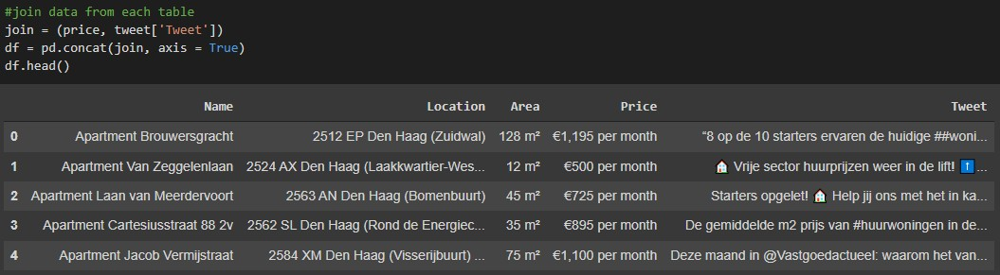 #join data from each table
join = (price, tweet['Tweet'])
df = pd.concat(join, axis = True)
df.head()
Name Location Area Price Tweet
0 Apartment Brouwersgracht 2512 EP Den Haag (Zuidwal) 128 m² €1,195 per month “8 op de 10 starters ervaren de huidige ##woni...
1 Apartment Van Zeggelenlaan 2524 AX Den Haag (Laakkwartier-Wes... 12 m² €500 per month 🏠 Vrije sector huurprijzen weer in de lift! ⬆️...
2 Apartment Laan van Meerdervoort 2563 AN Den Haag (Bomenbuurt) 45 m² €725 per month Starters opgelet! 🏠 Help jij ons met het in ka...
3 Apartment Cartesiusstraat 88 2v 2562 SL Den Haag (Rond de Energiec... 35 m² €895 per month De gemiddelde m2 prijs van #huurwoningen in de...
4 Apartment Jacob Vermijstraat 2584 XM Den Haag (Visserijbuurt) ... 75 m² €1,100 per month Deze maand in @Vastgoedactueel: waarom het van...